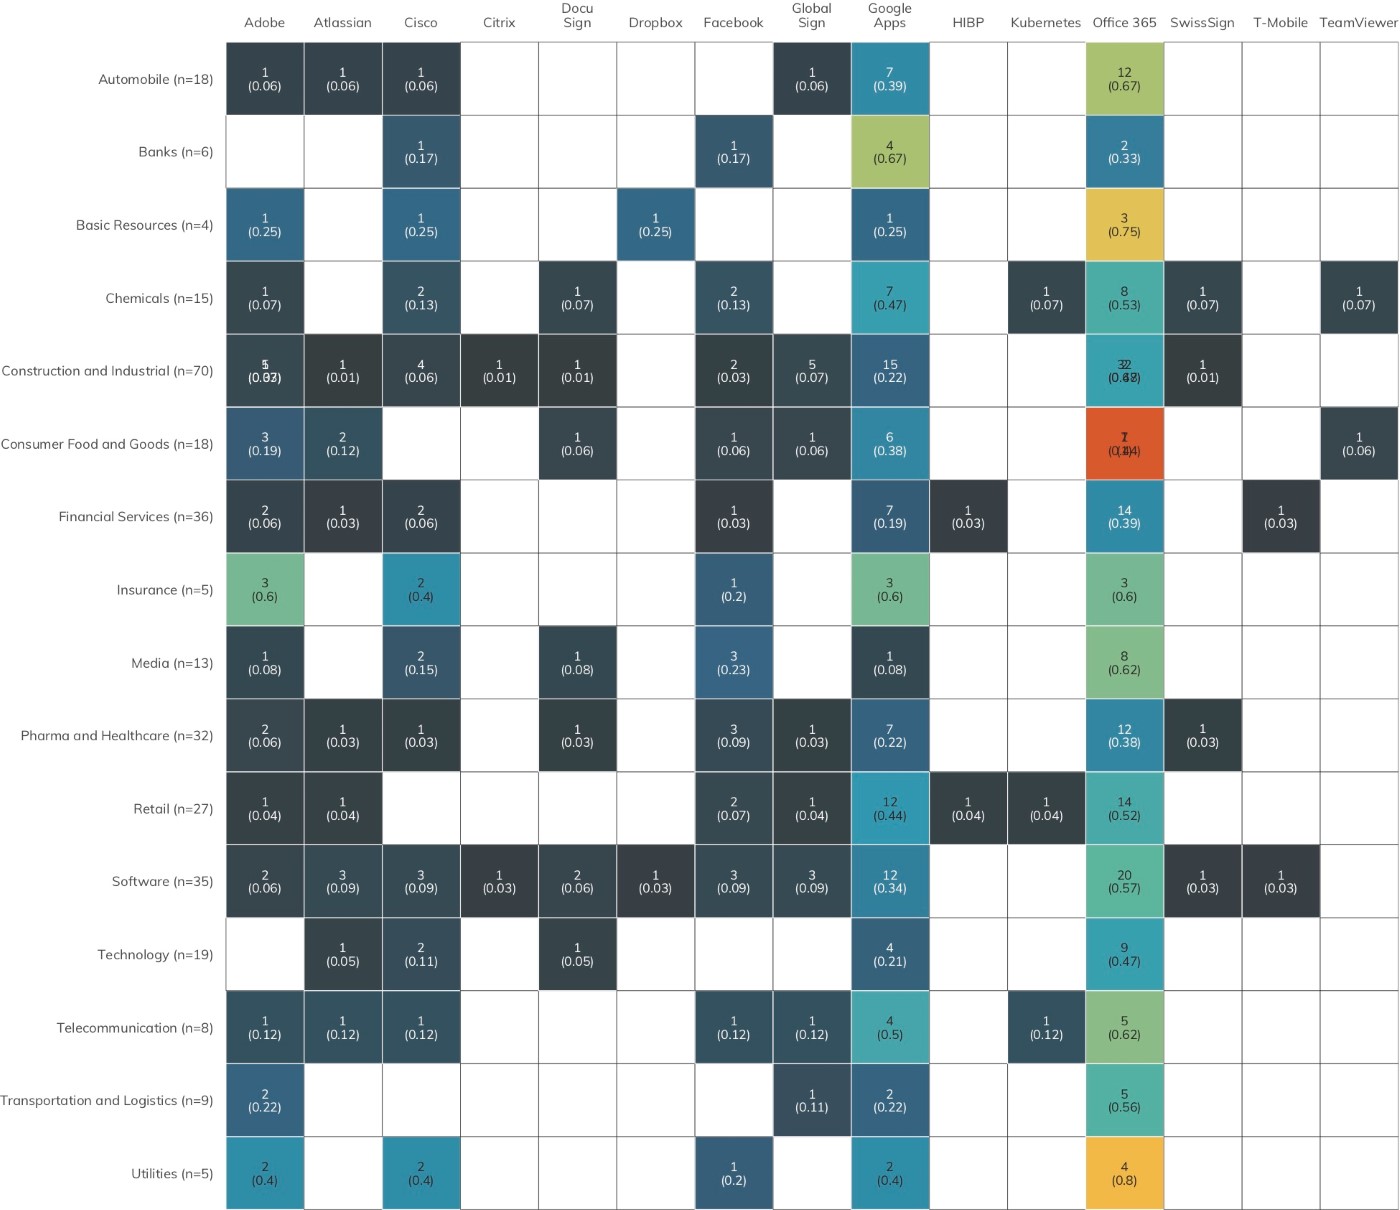 Adobe Atlassian Cisco Citrix Docu Sign Dropbox Facebook Global Sign Google Apps HIBP Kubernetes Office 365 SwissSign T-Mobile TeamViewer
Automobile (n=18) 1 (0.06) 1 (0.06) 1 (0.06) 1 (0.06) 7 (0.39) 12 (0.67)
Banks (n=6) 1 (0.17) 1 (0.17) 4 (0.67) 2 (0.33)
Basic Resources (n=4) 1 (0.25) 1 (0.25) 1 (0.25) 1 (0.25) 3 (0.75)
Chemicals (n=15) 1 (0.07) 2 (0.13) 1 (0.07) 2 (0.13) 7 (0.47) 1 (0.07) 8 (0.53) 1 (0.07) 1 (0.07)
Construction and Industrial (n=70) 1 (0.01) 4 (0.06) 1 (0.01) 1 (0.01) 2 (0.03) 5 (0.07) 15 (0.22) 1 (0.01)
Consumer Food and Goods (n=18) 3 (0.19) 2 (0.12) 1 (0.06) 1 (0.06) 1 (0.06) 6 (0.38) 1 (0.06)
Financial Services (n=36) 2 (0.06) 1 (0.03) 2 (0.06) 1 (0.03) 7 (0.19) 1 (0.03) 14 (0.39) 1 (0.03)
Insurance (n=5) 3 (0.6) 2 (0.4) 1 (0.2) 3 (0.6) 3 (0.6)
Media (n=13) 1 (0.08) 2 (0.15) 1 (0.08) 3 (0.23) 1 (0.08) 8 (0.62)
Pharma and Healthcare (n=32) 2 (0.06) 1 (0.03) 1 (0.03) 1 (0.03) 3 (0.09) 1 (0.03) 7 (0.22) 12 (0.38) 1 (0.03)
Retail (n=27) 1 (0.04) 1 (0.04) 2 (0.07) 1 (0.04) 12 (0.44) 1 (0.04) 1 (0.04) 14 (0.52)
Software (n=35) 2 (0.06) 3 (0.09) 3 (0.09) 1 (0.03) 2 (0.06) 1 (0.03) 3 (0.09) 3 (0.09) 12 (0.34) 20 (0.57) 1 (0.03) 1 (0.03)
Technology (n=19) 1 (0.05) 2 (0.11) 1 (0.05) 4 (0.21) 9 (0.47)
Telecommunication (n=8) 1 (0.12) 1 (0.12) 1 (0.12) 1 (0.12) 1 (0.12) 4 (0.5) 1 (0.12) 5 (0.62)
Transportation and Logistics (n=9) 2 (0.22) 1 (0.11) 2 (0.22) 5 (0.56)
Utilities (n=5) 2 (0.4) 2 (0.4) 1 (0.2) 2 (0.4) 4 (0.8)